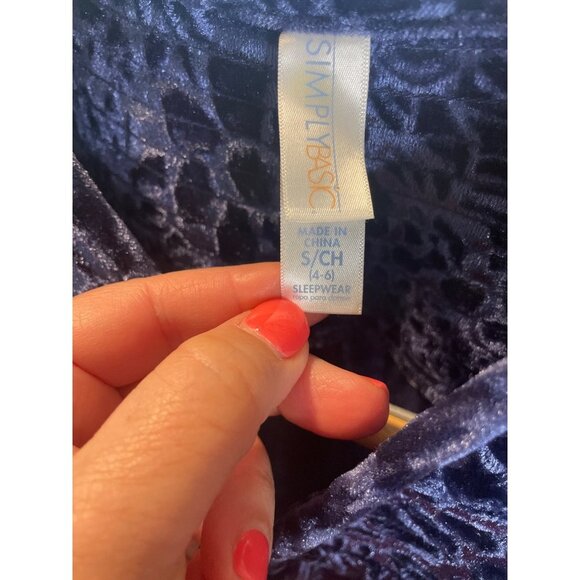 SIMPLYBASIC
MADE IN
CHINA
S/CH
(4-6)
SLEEPWEAR
ropa para dormir